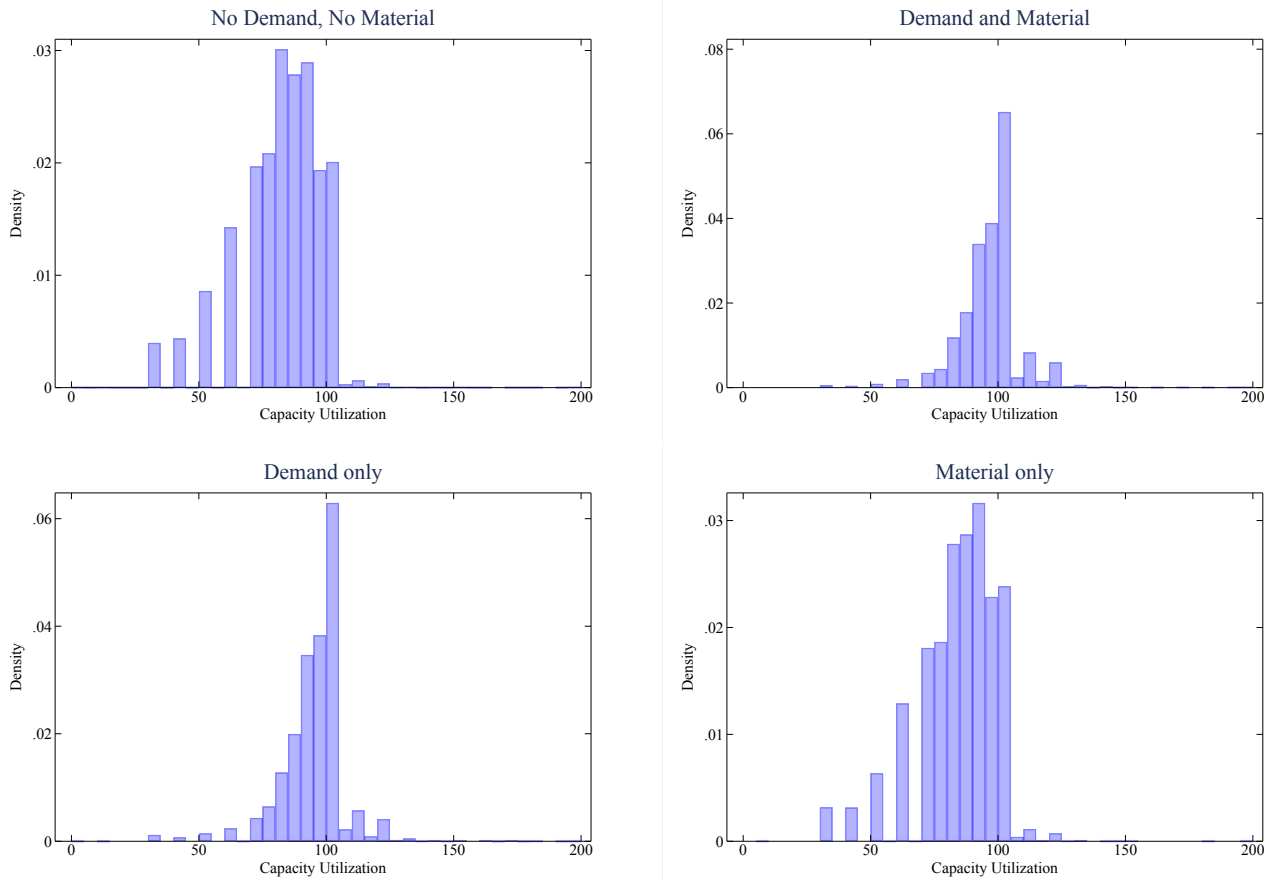 No Demand, No Material
.03
.02
.01
0
Density
0 50 100 150 200
Capacity Utilization
Demand and Material
.08
.06
.04
.02
0
Density
0 50 100 150 200
Capacity Utilization
Demand only
.06
.04
.02
0
Density
0 50 100 150 200
Capacity Utilization
Material only
.03
.02
.01
0
Density
0 50 100 150 200
Capacity Utilization